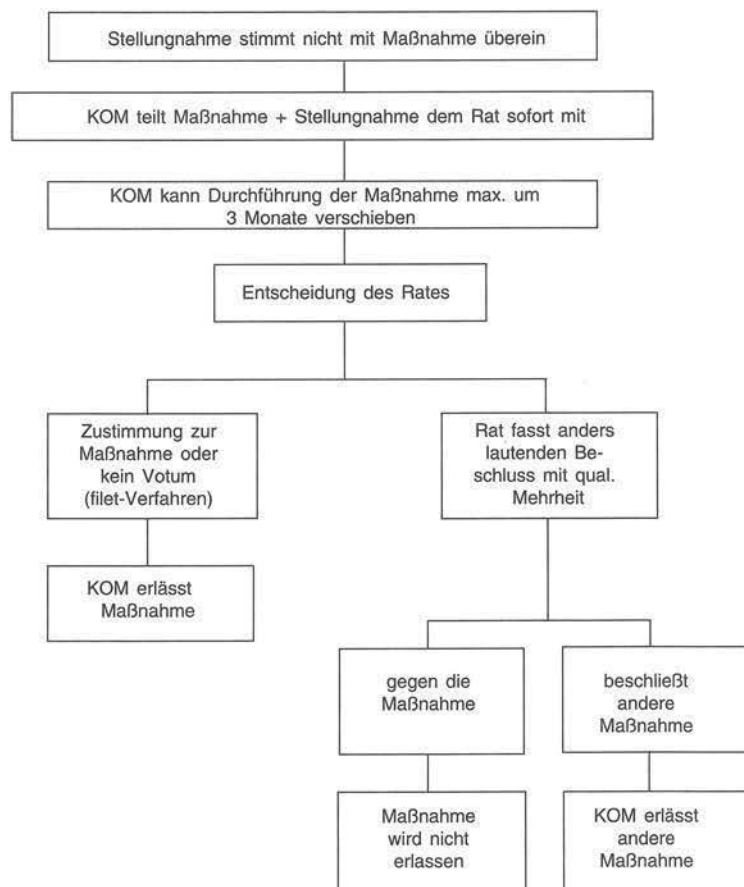 Stellungnahme stimmt nicht mit Maßnahme überein
KOM teilt Maßnahme + Stellungnahme dem Rat sofort mit
KOM kann Durchführung der Maßnahme max. um
3 Monate verschieben
Entscheidung des Rates
Zustimmung zur
Maßnahme oder
kein Votum
(filet-Verfahren)
KOM erlässt
Maßnahme
Rat fasst anders
lautenden Be-
schluss mit qual.
Mehrheit
gegen die
Maßnahme
Maßnahme
wird nicht
erlassen
beschließt
andere
Maßnahme
KOM erlässt
andere
Maßnahme